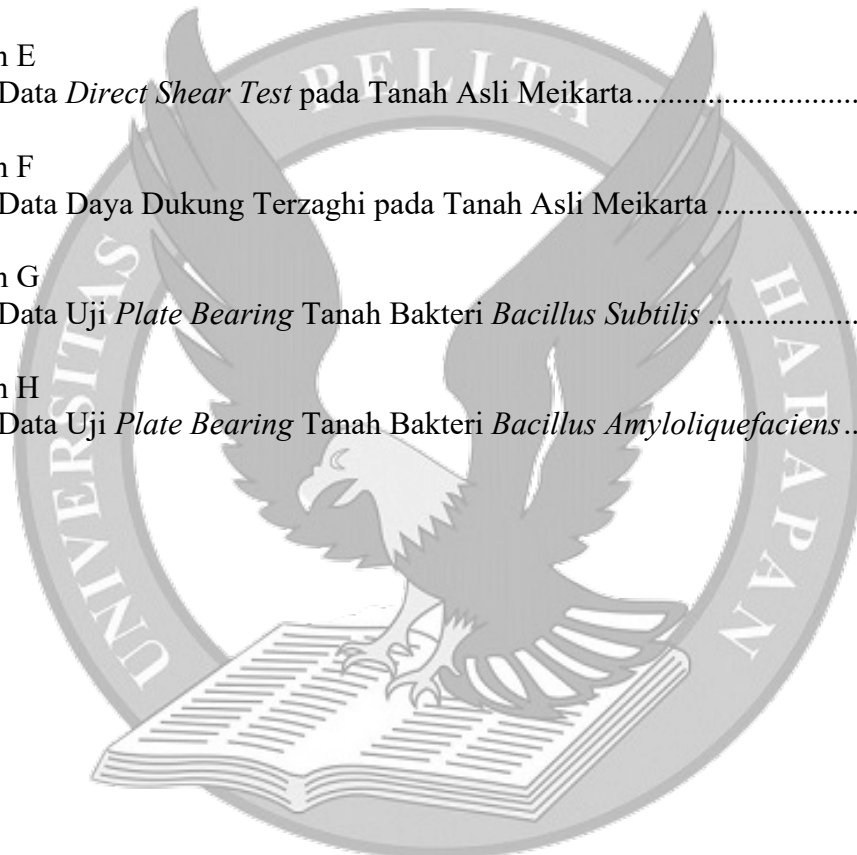 n E
Data Direct Shear Test pada Tanah Asli Meikarta..............................
n F
Data Daya Dukung Terzaghi pada Tanah Asli Meikarta ....................
n G
Data Uji Plate Bearing Tanah Bakteri Bacillus Subtilis .....................
n H
Data Uji Plate Bearing Tanah Bakteri Bacillus Amyloliquefaciens...
UNIVERSITAS PELITA HARAPAN